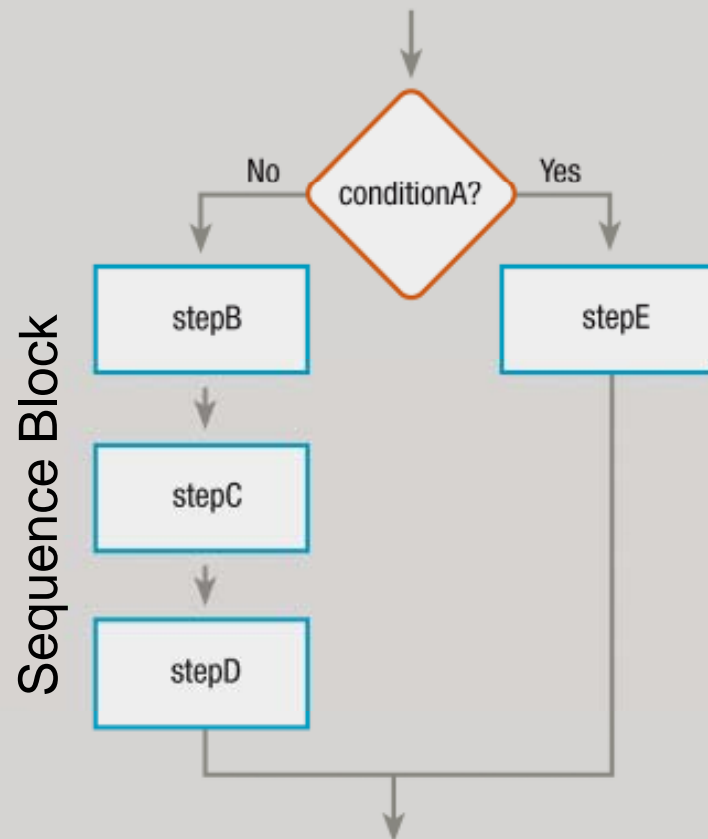 No
Yes
conditionA?
stepB
stepE
stepC
stepD
Sequence Block